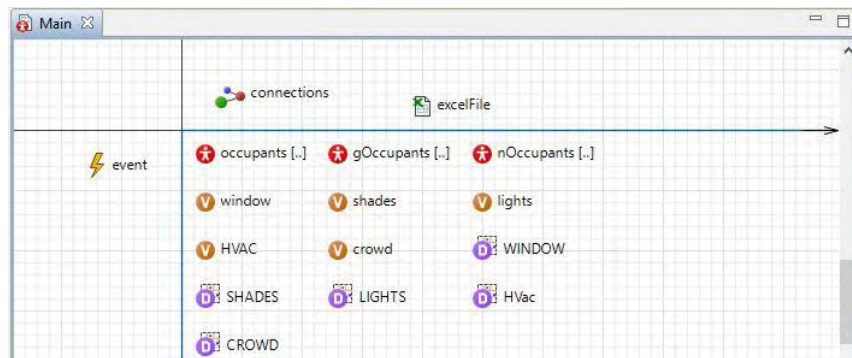 Main
connections
excelFile
event
occupants [..] gOccupants [..] nOccupants [..]
V window V shades V lights
V HVAC V crowd D WINDOW
D SHADES D LIGHTS D HVac
D CROWD